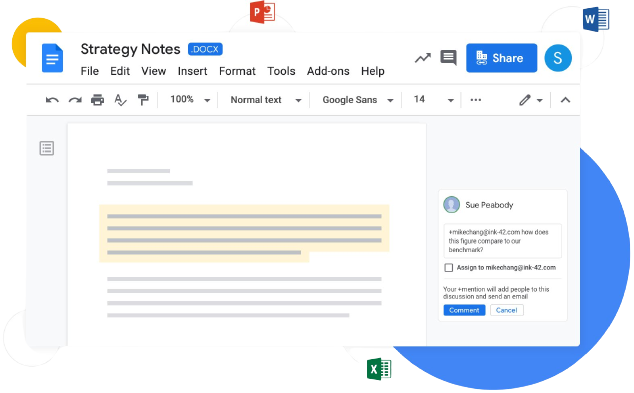 P
W
Strategy Notes .DOCX
File Edit View Insert Format Tools Add-ons Help
Share
S
100% Normal text Google Sans 14
Sue Peabody
+mikechang@ink-42.com how does
this figure compare to our
benchmark?
Assign to mikechang@ink-42.com
Your +mention will add people to this
discussion and send an email
Comment Cancel
X